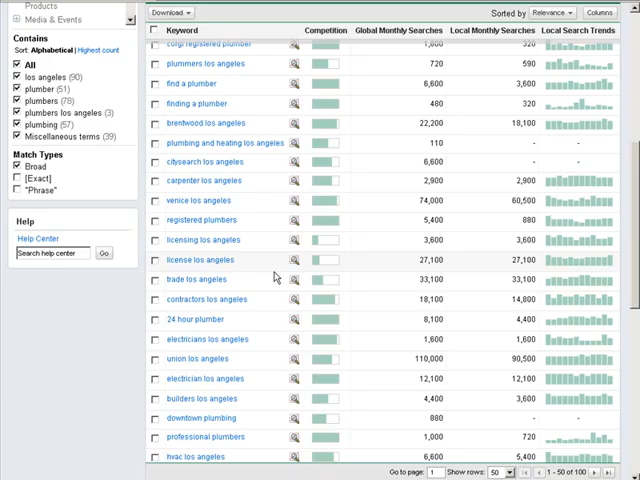 Products
Media & Events
Contains
Sort: Alphabetical | Highest count
All
los angeles (90)
plumber (51)
plumbers (78)
plumbers los angeles (3)
plumbing (57)
Miscellaneous terms (39)
Match Types
Broad
[Exact]
"Phrase"
Help
Help Center
Search help center Go
Download Sorted by Relevance Columns
Keyword Competition Global Monthly Searches Local Monthly Searches Local Search Trends
corgi registered plumber 1,600 320
plummers los angeles 720 590
find a plumber 6,600 3,600
finding a plumber 480 320
brentwood los angeles 22,200 18,100
plumbing and heating los angeles 110 - -
citysearch los angeles 6,600 - -
carpenter los angeles 2,900 2,900
venice los angeles 74,000 60,500
registered plumbers 5,400 880
licensing los angeles 3,600 3,600
license los angeles 27,100 27,100
trade los angeles 33,100 33,100
contractors los angeles 18,100 14,800
24 hour plumber 8,100 4,400
electricians los angeles 1,600 1,600
union los angeles 110,000 90,500
electrician los angeles 12,100 12,100
builders los angeles 4,400 3,600
downtown plumbing 880 - -
professional plumbers 1,000 720
hvac los angeles 6,600 5,400
Go to page: 1 Show rows: 50 1 - 50 of 100